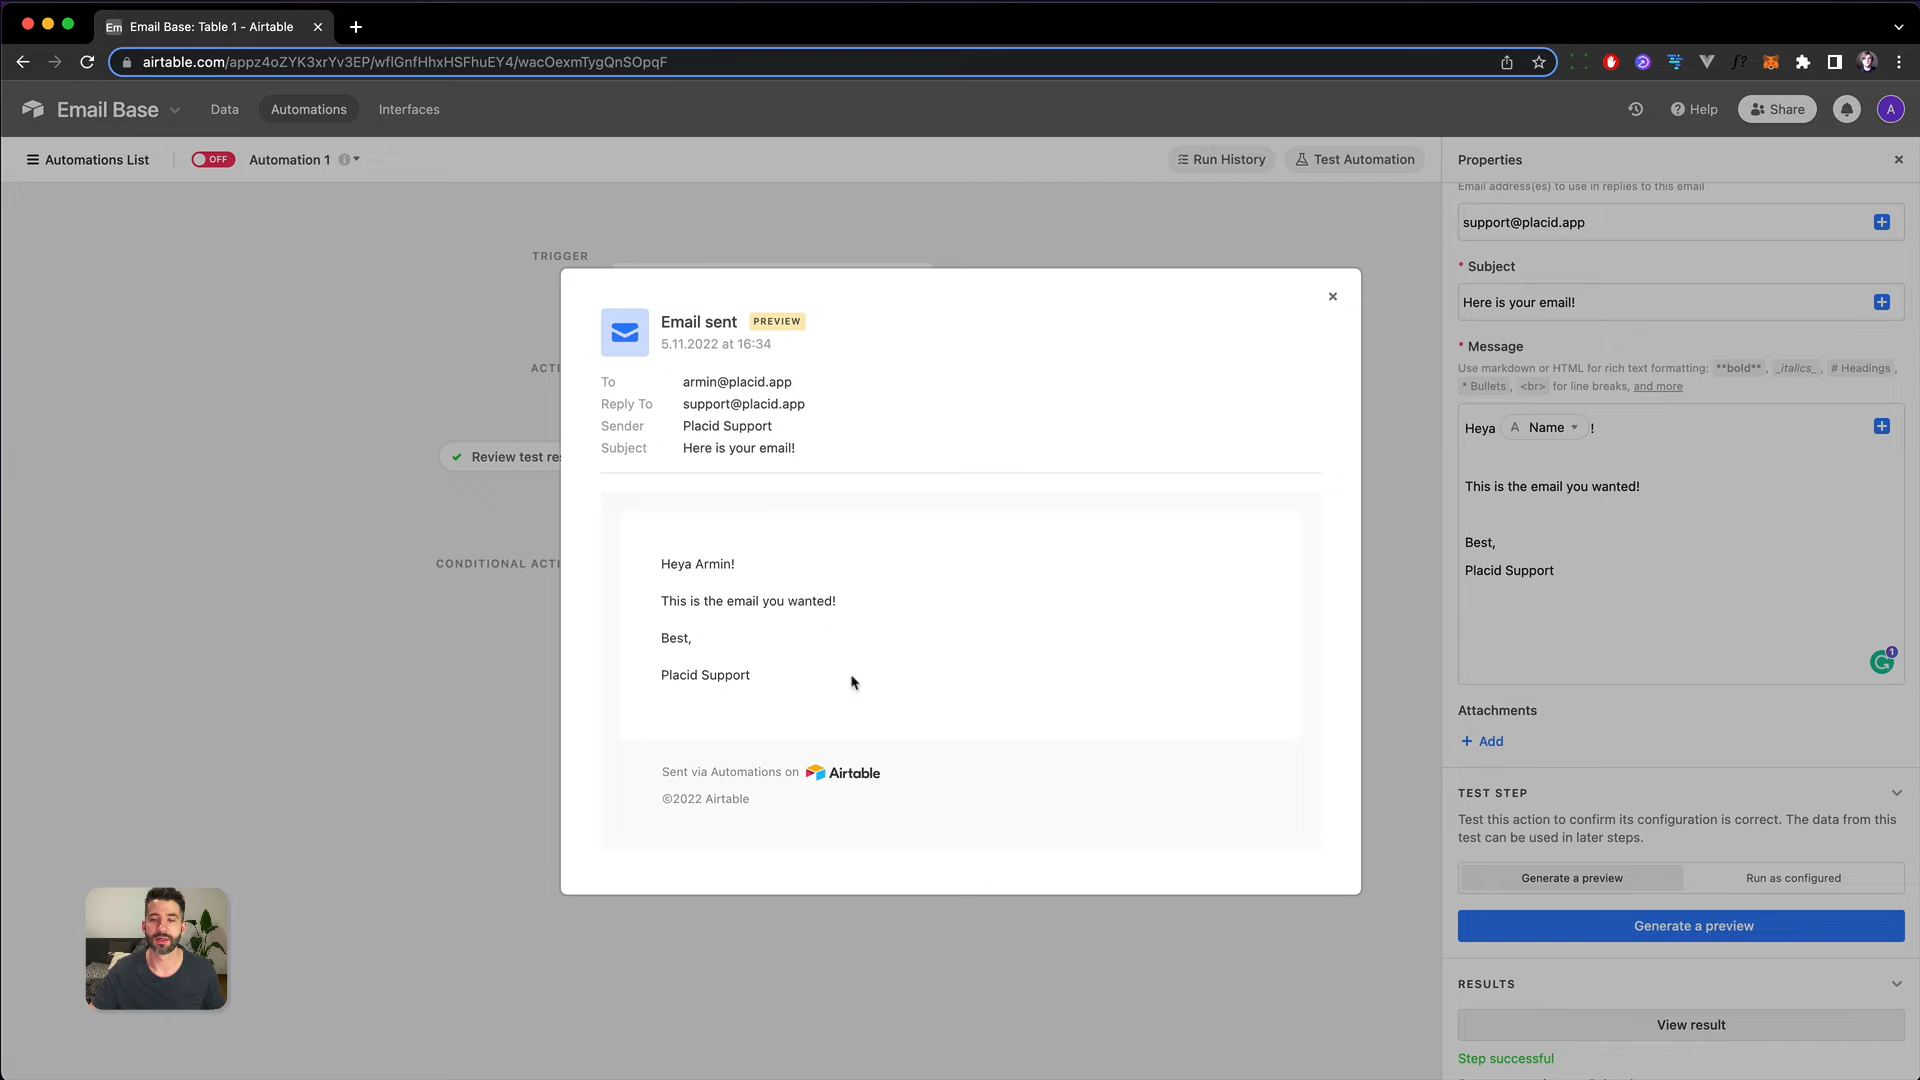 Em Email Base: Table 1 - Airtable
airtable.com/appz4oZYK3xrYv3EP/wflGnfHhxHSFhuEY4/wacOexmTygQnSOpqF
Email Base
Data
Automations
Interfaces
Help
Share
A
Automations List
OFF
Automation 1
Run History
Test Automation
Properties
TRIGGER
ACTI
Review test res
CONDITIONAL ACTI
Email sent PREVIEW
5.11.2022 at 16:34
To armin@placid.app
Reply To support@placid.app
Sender Placid Support
Subject Here is your email!
Heya Armin!
This is the email you wanted!
Best,
Placid Support
Sent via Automations on Airtable
©2022 Airtable
Email address(es) to use in replies to this email
support@placid.app
* Subject
Here is your email!
* Message
Use markdown or HTML for rich text formatting: **bold** , _italics_ , # Headings ,
* Bullets , <br> for line breaks, and more
Heya A Name !
This is the email you wanted!
Best,
Placid Support
1
Attachments
+ Add
TEST STEP
Test this action to confirm its configuration is correct. The data from this
test can be used in later steps.
Generate a preview
Run as configured
Generate a preview
RESULTS
View result
Step successful